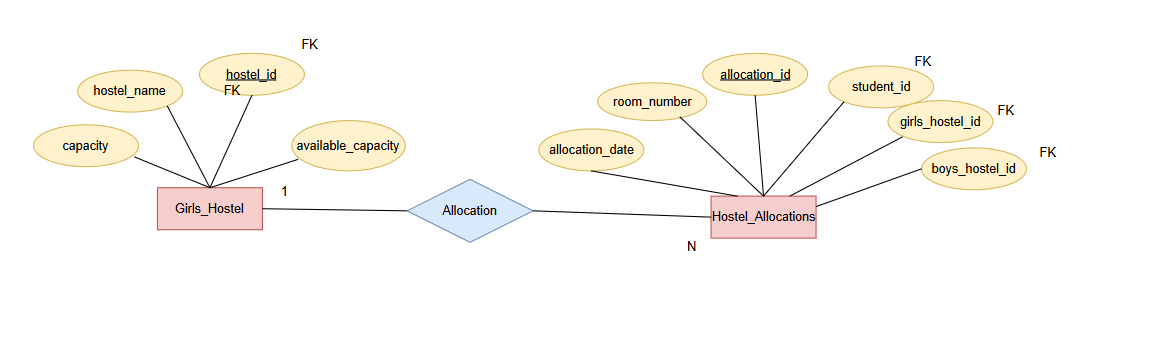 FK
hostel_id
FK
hostel_name
capacity
available_capacity
Girls_Hostel
1
Allocation
N
Hostel_Allocations
allocation_date
room_number
allocation_id
FK
student_id
FK
girls_hostel_id
FK
boys_hostel_id